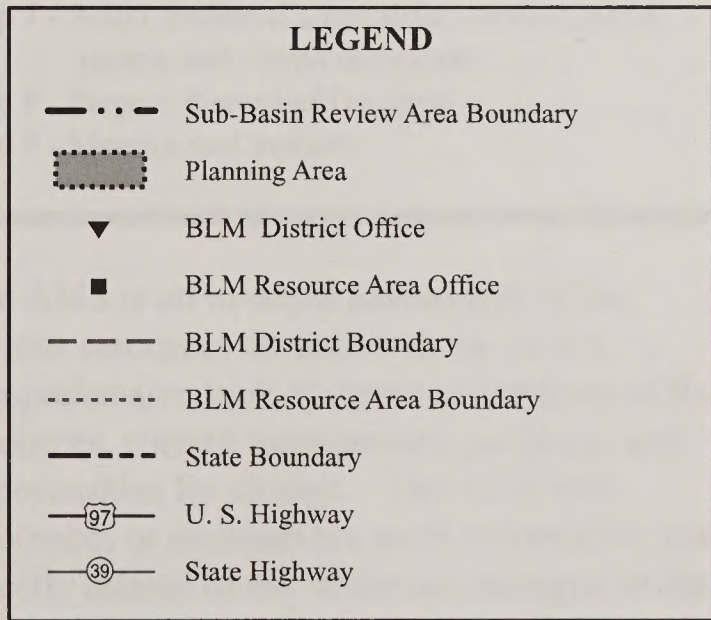 LEGEND
Sub-Basin Review Area Boundary
Planning Area
BLM District Office
BLM Resource Area Office
BLM District Boundary
BLM Resource Area Boundary
State Boundary
97 U. S. Highway
39 State Highway